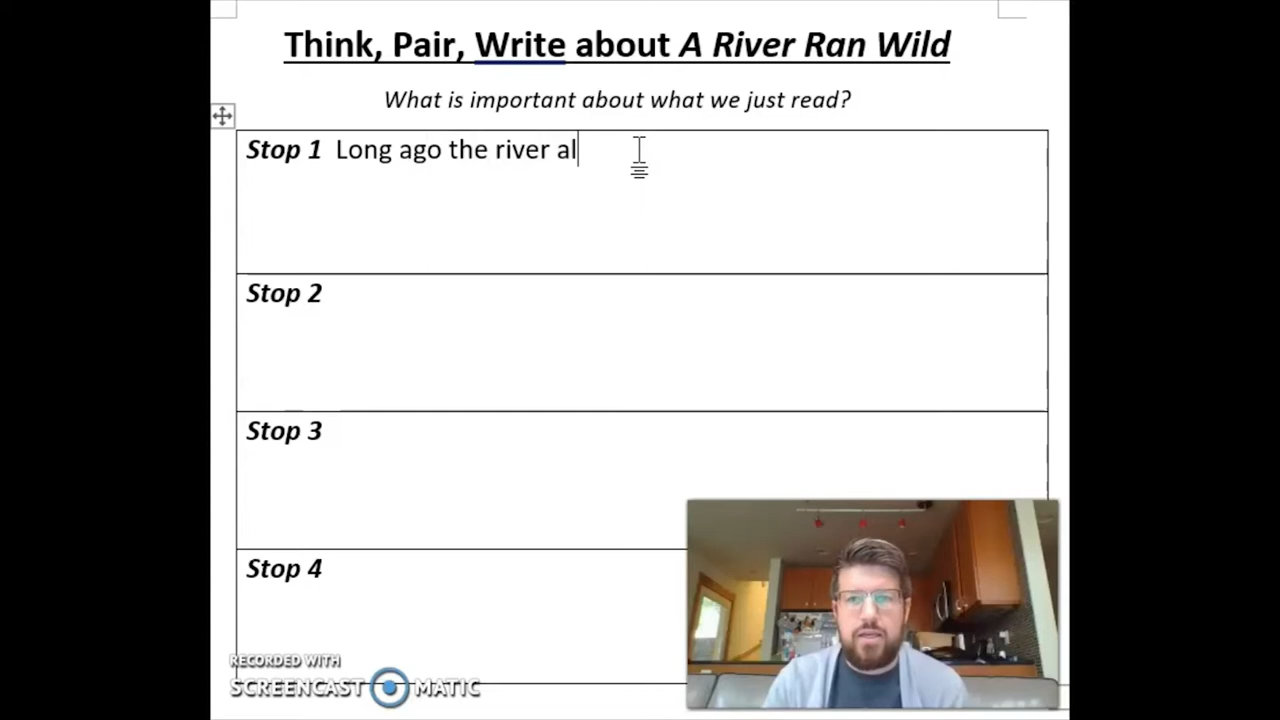 Think, Pair, Write about A River Ran Wild
What is important about what we just read?
Stop 1 Long ago the river al
Stop 2
Stop 3
Stop 4
RECORDED WITH
SCREENCAST MATIC